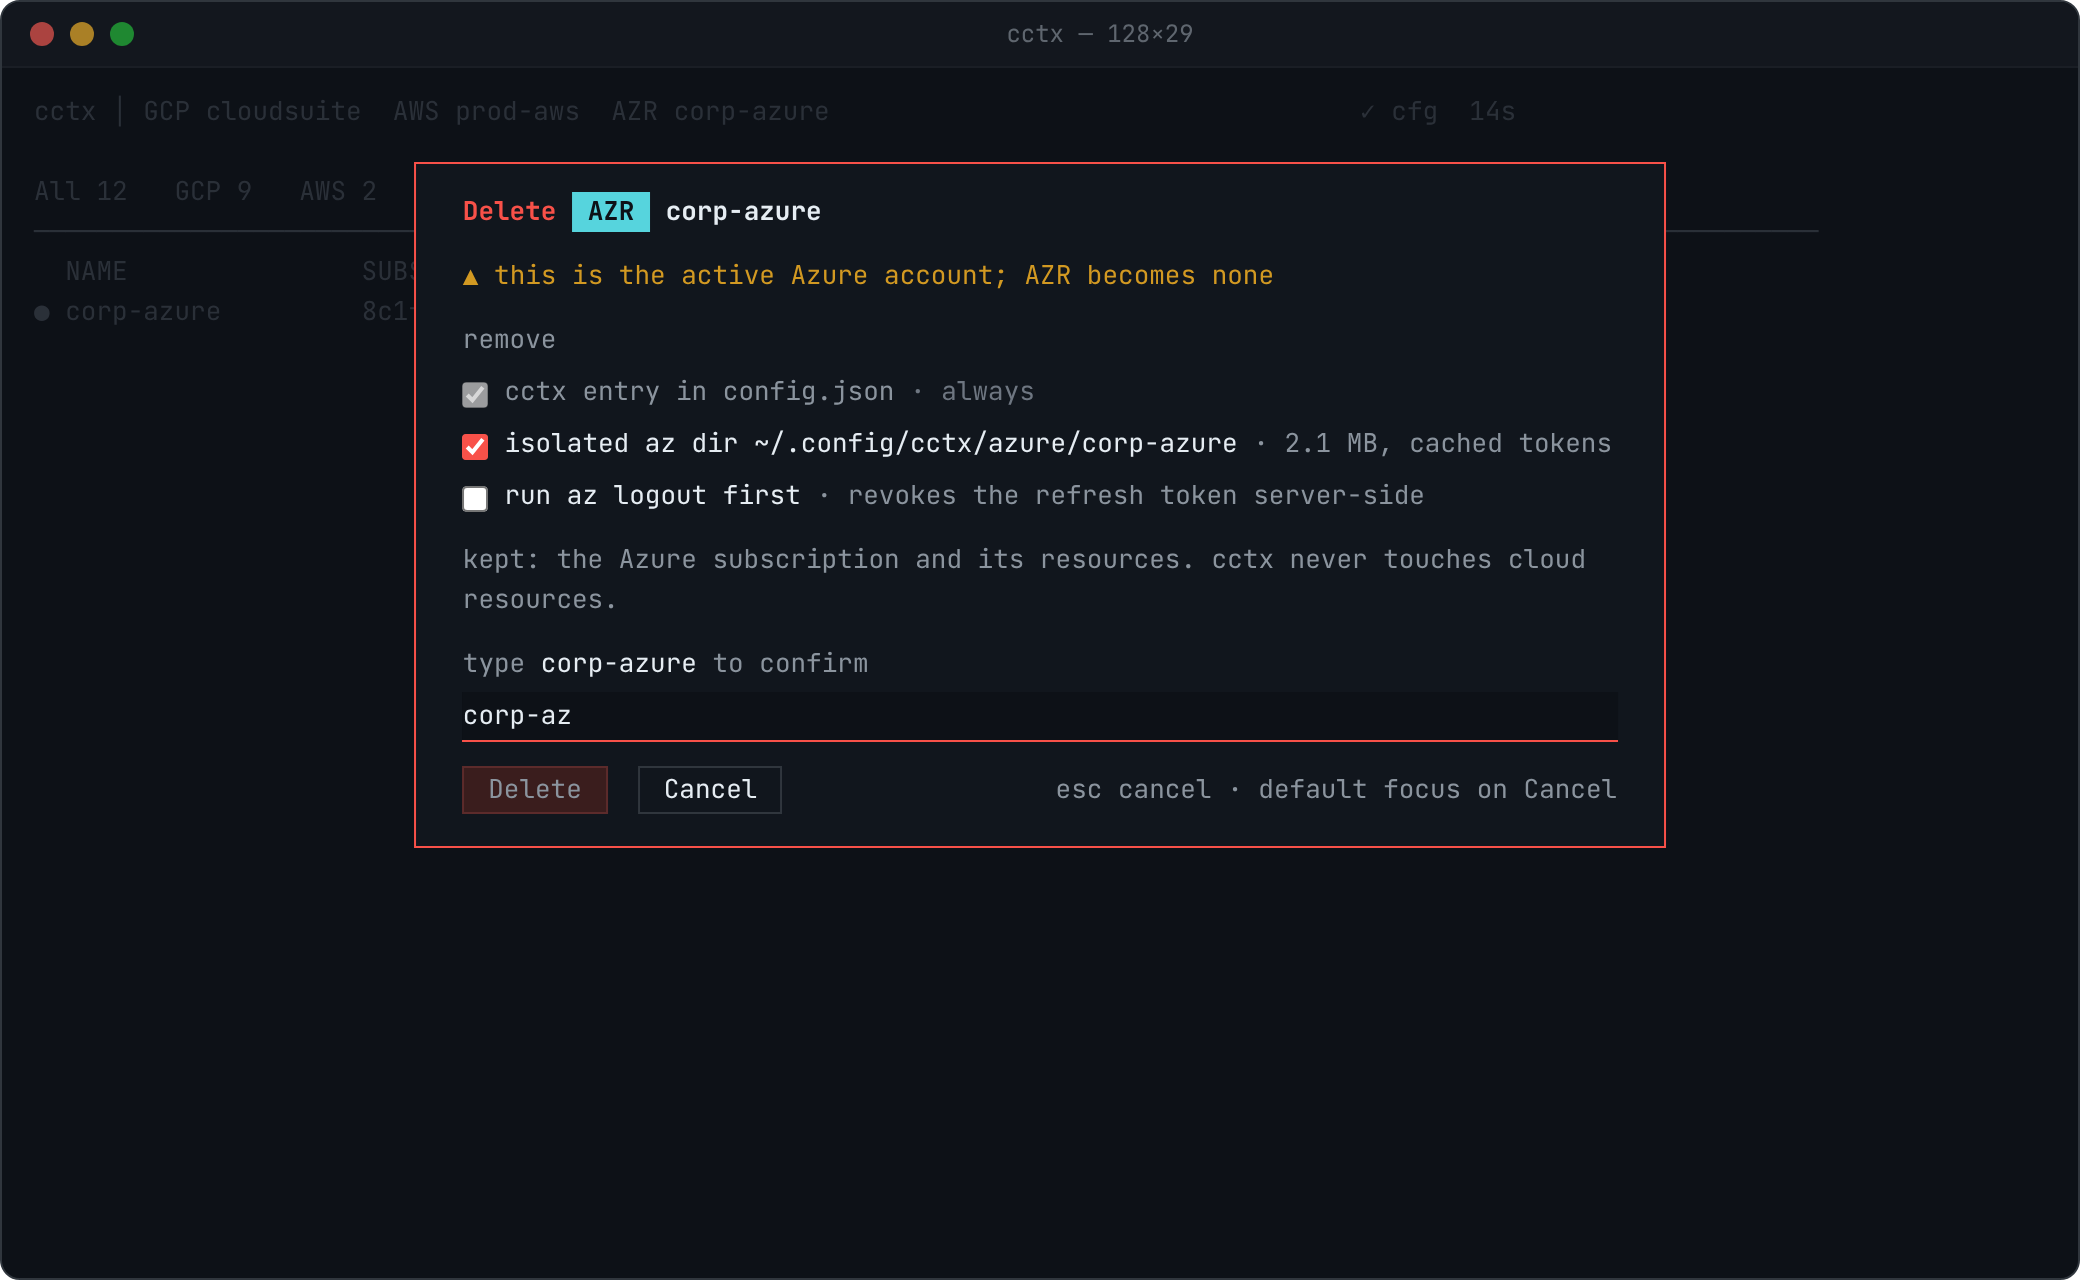 cctx — 128×29
cctx │ GCP cloudsuite AWS prod-aws AZR corp-azure ✓ cfg 14s
All 12 GCP 9 AWS 2
Delete AZR corp-azure
▲ this is the active Azure account; AZR becomes none
NAME
● corp-azure
remove
cctx entry in config.json · always
isolated az dir ~/.config/cctx/azure/corp-azure · 2.1 MB, cached tokens
run az logout first · revokes the refresh token server-side
kept: the Azure subscription and its resources. cctx never touches cloud
resources.
type corp-azure to confirm
corp-az
Delete Cancel esc cancel · default focus on Cancel